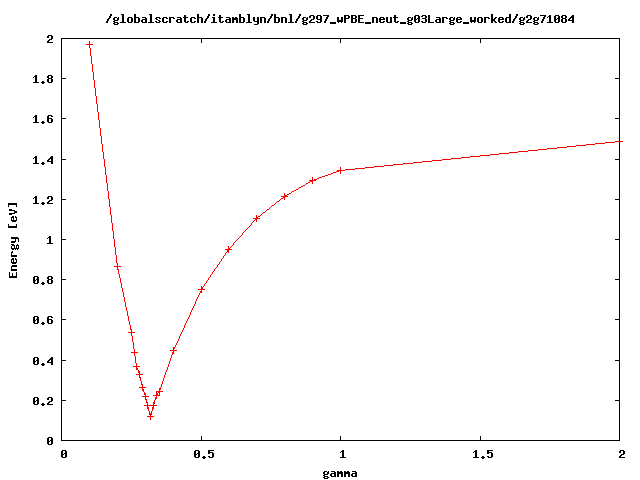 /globalscratch/itamblyn/bnl/g297_wPBE_neut_g03Large_worked/g2g71084
2
1.8
1.6
1.4
1.2
1
0.8
0.6
0.4
0.2
0
Energy [eV]
0 0.5 1 1.5 2
gamma